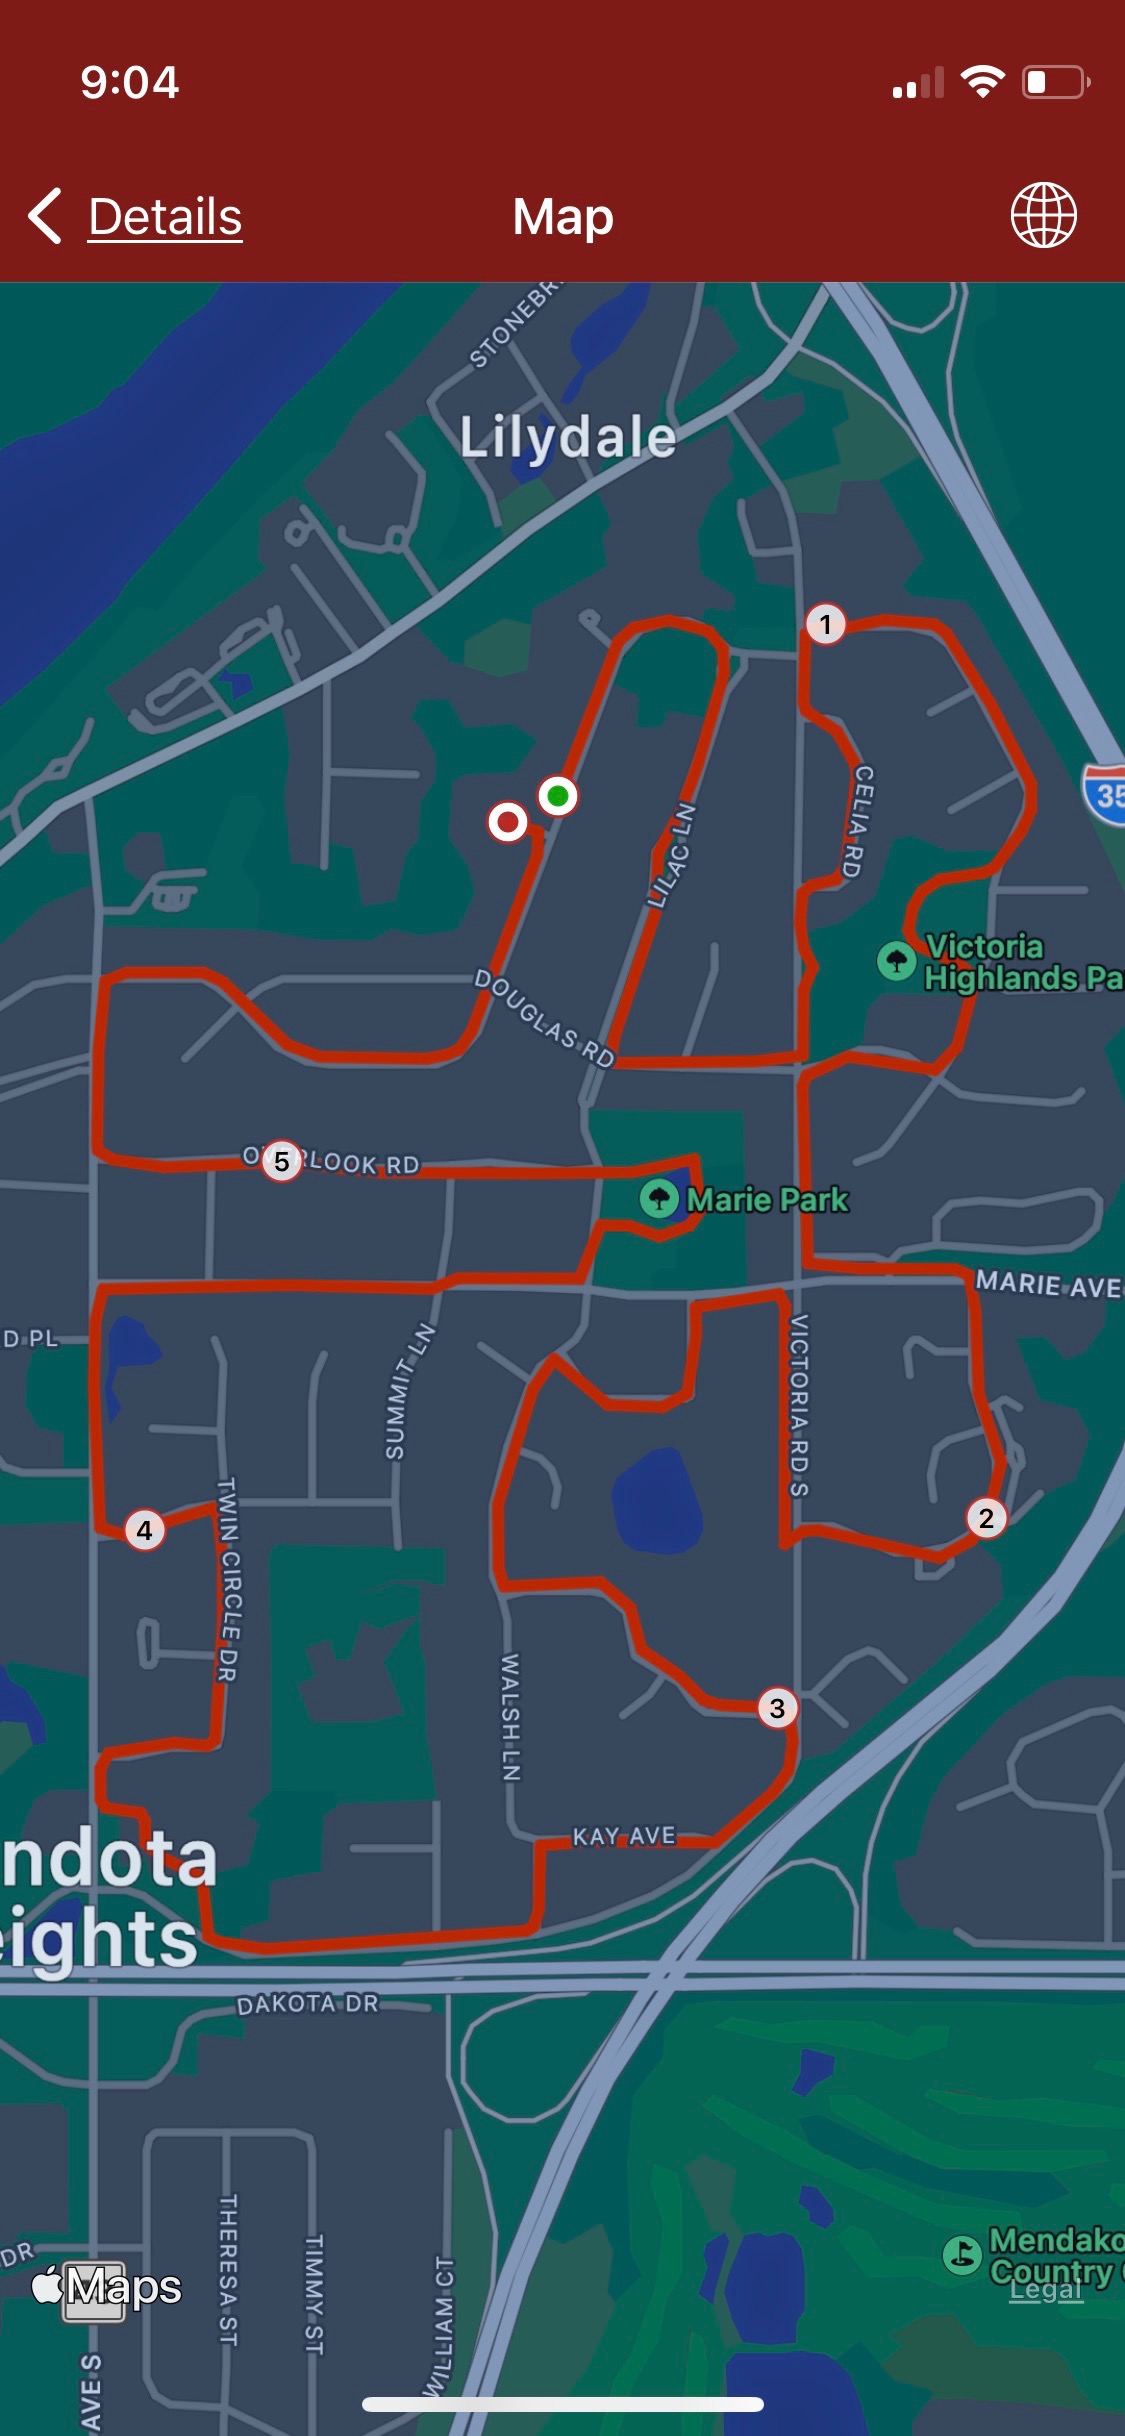 9:04
Details
Map
STONEBR
Lilydale
1
CELIA RD
35
LILAC LN
Victoria
Highlands Pa
DOUGLAS RD
5
OVERLOOK RD
Marie Park
MARIE AVE
D PL
SUMMIT LN
VICTORIA RD S
4
TWIN CIRCLE DR
2
WALSH LN
3
KAY AVE
ndota
eights
DAKOTA DR
THERESA ST
TIMMY ST
WILLIAM CT
DR
Mendako
Country
Maps
Legal
AVE S